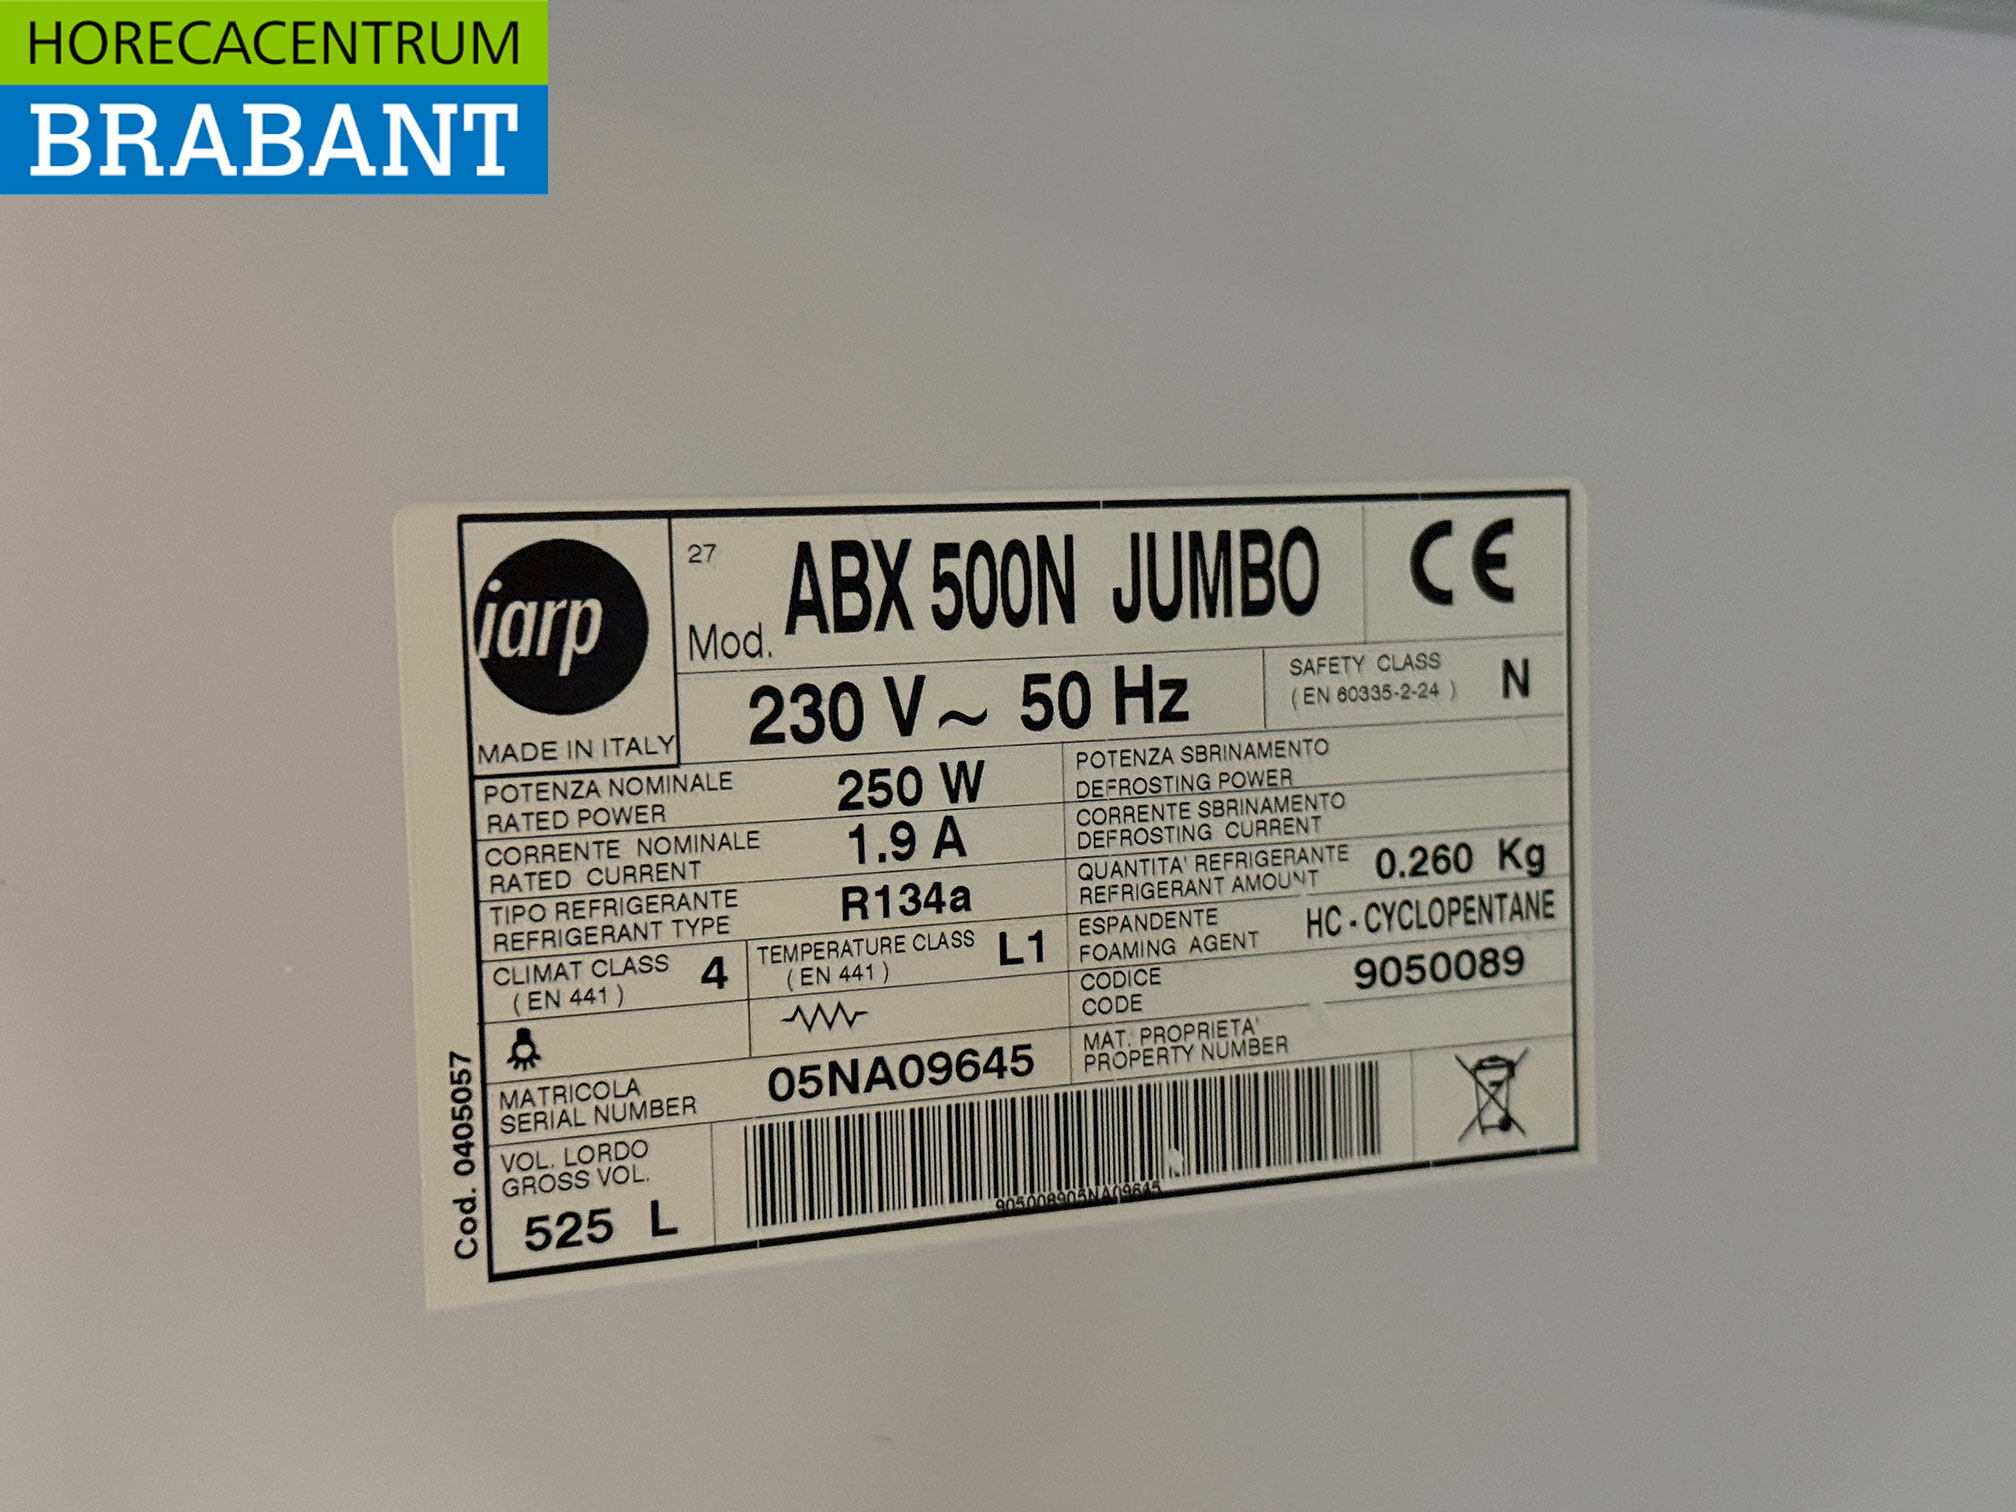 HORECACENTRUM
BRABANT
iarp
MADE IN ITALY
27
Mod. ABX 500N JUMBO
CE
230 V ~ 50 Hz
SAFETY CLASS
( EN 60335-2-24 )
N
POTENZA NOMINALE
RATED POWER
250 W
POTENZA SBRINAMENTO
DEFROSTING POWER
CORRENTE NOMINALE
RATED CURRENT
1.9 A
CORRENTE SBRINAMENTO
DEFROSTING CURRENT
TIPO REFRIGERANTE
REFRIGERANT TYPE
R134a
QUANTITA' REFRIGERANTE
REFRIGERANT AMOUNT
0.260 Kg
CLIMAT CLASS
( EN 441 )
4
TEMPERATURE CLASS
( EN 441 )
L1
ESPANDENTE
FOAMING AGENT
HC - CYCLOPENTANE
CODICE
CODE
9050089
MATRICOLA
SERIAL NUMBER
05NA09645
MAT. PROPRIETA'
PROPERTY NUMBER
VOL. LORDO
GROSS VOL.
525 L
905008905NA09645
Cod. 0405057